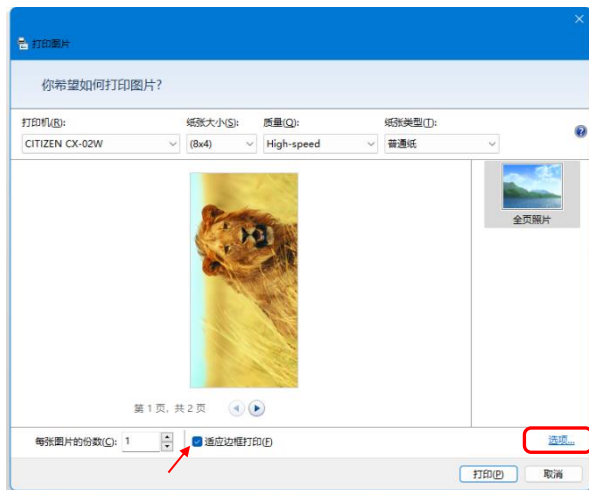 打印图片
你希望如何打印图片?
打印机(R): 纸张大小(S): 质量(Q): 纸张类型(T):
CITIZEN CX-02W (8x4) High-speed 普通纸
全页照片
第 1 页, 共 2 页
每张图片的份数(C): 1 适应边框打印(F) 选项...
打印(P) 取消